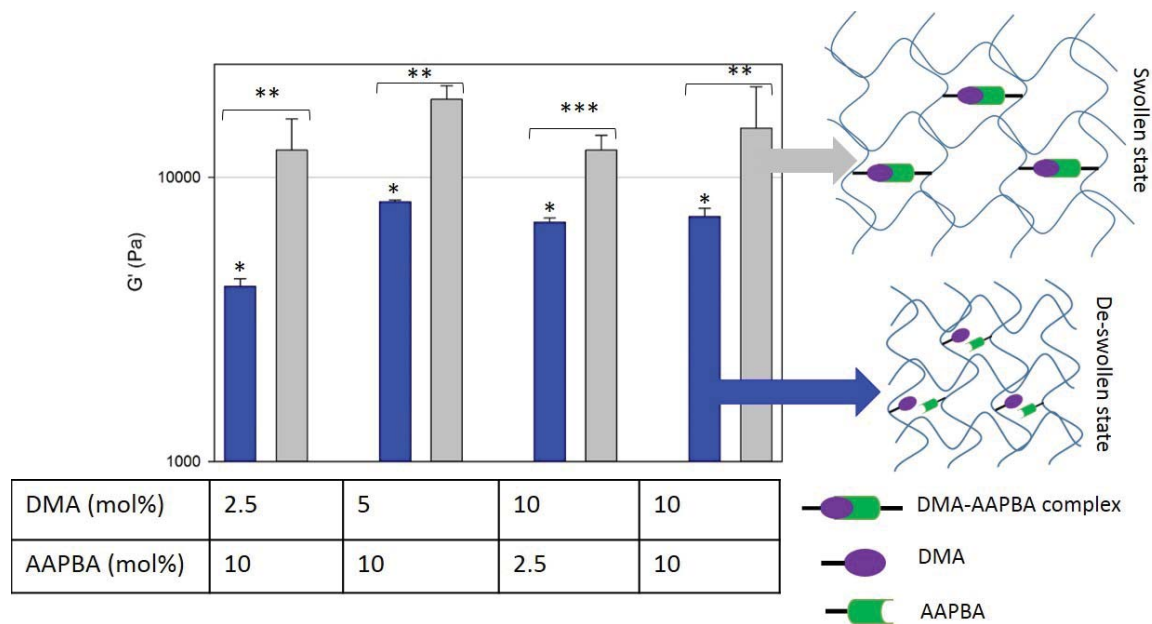 ** ** *** **
* * * *
G' (Pa)
10000
1000
Swollen state
De-swollen state
DMA (mol%) 2.5 5 10 10
AAPBA (mol%) 10 10 2.5 10
DMA-AAPBA complex
DMA
AAPBA